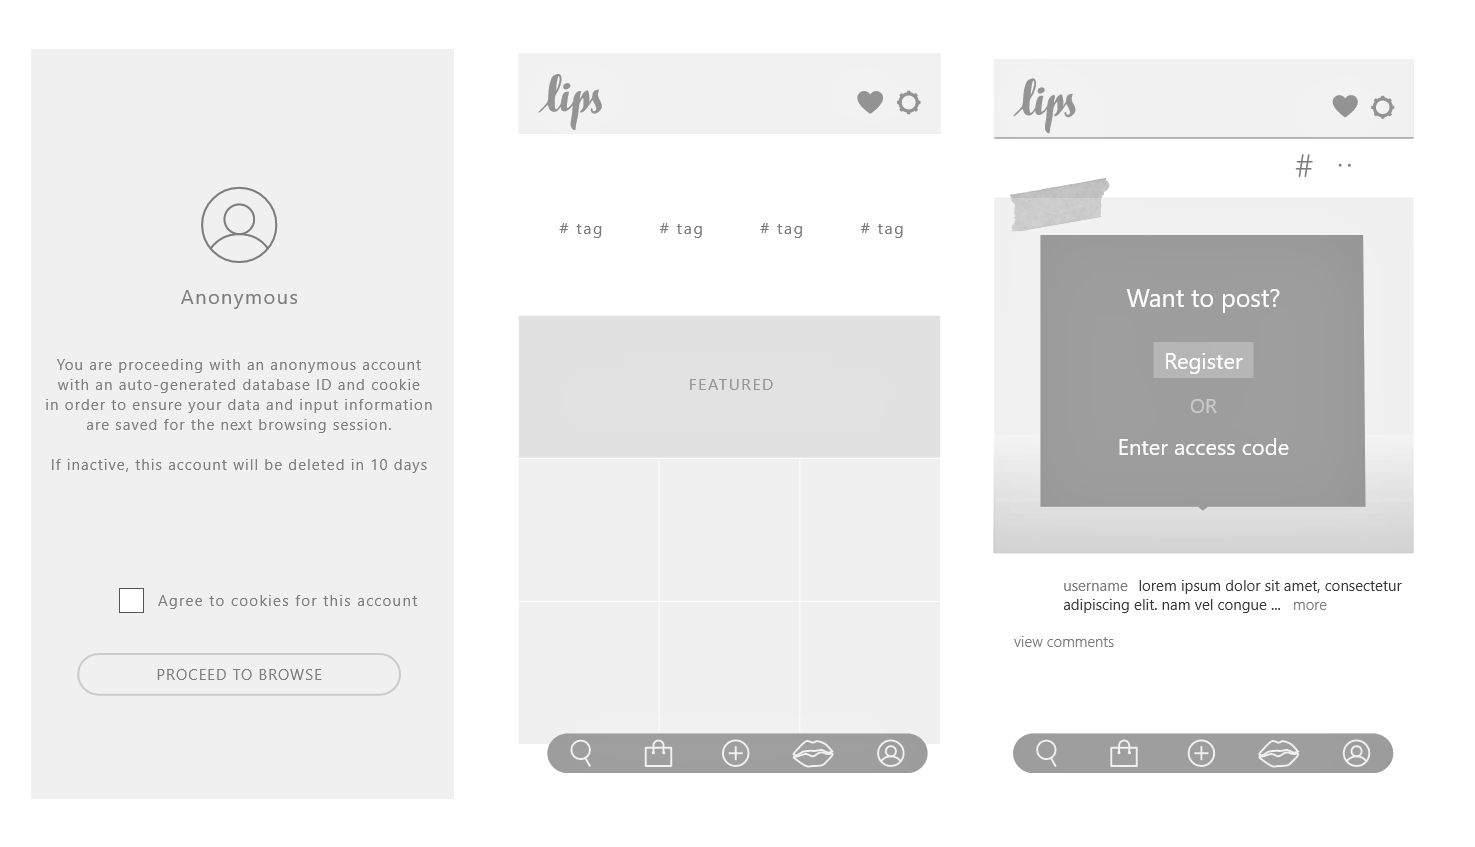 Anonymous
You are proceeding with an anonymous account
with an auto-generated database ID and cookie
in order to ensure your data and input information
are saved for the next browsing session.
If inactive, this account will be deleted in 10 days
Agree to cookies for this account
PROCEED TO BROWSE
lips
# tag # tag # tag # tag
FEATURED
lips
# ··
Want to post?
Register
OR
Enter access code
username lorem ipsum dolor sit amet, consectetur
adipiscing elit. nam vel congue ... more
view comments